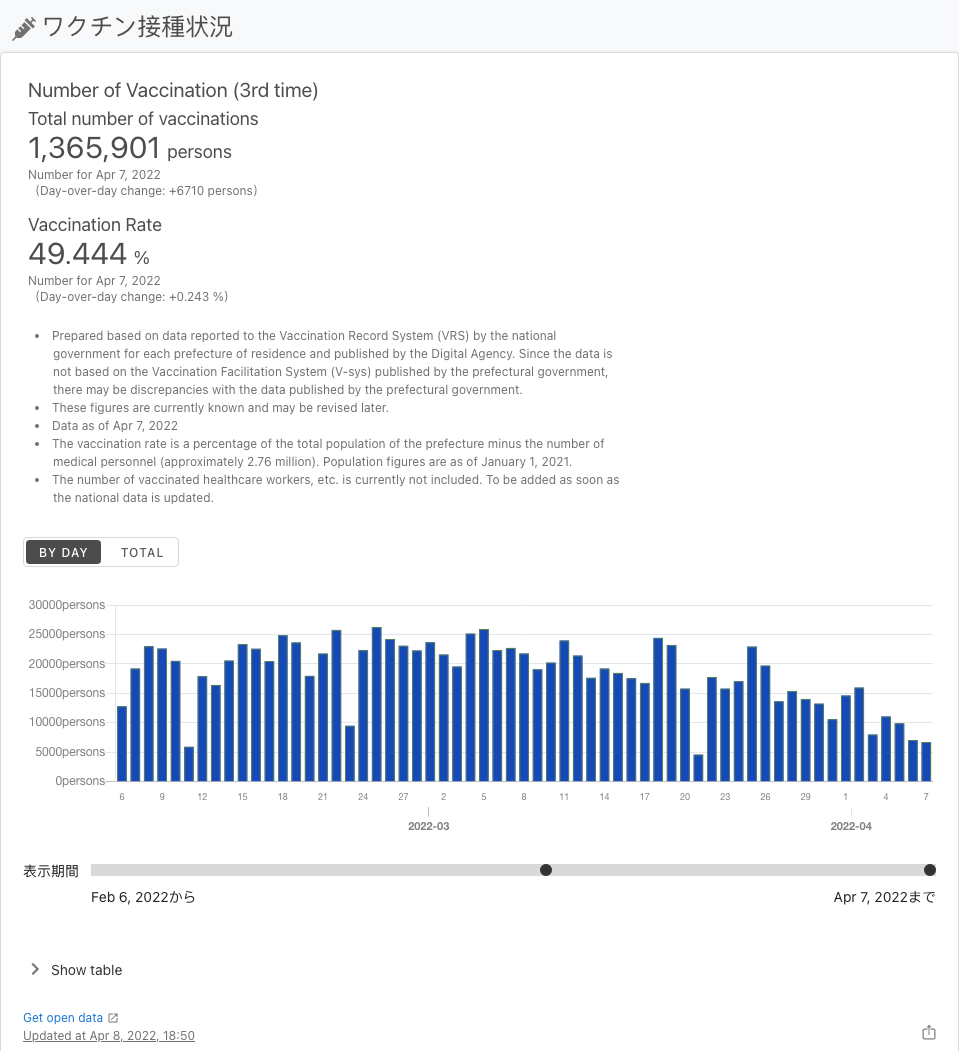 ワクチン接種状況
Number of Vaccination (3rd time)
Total number of vaccinations
1,365,901 persons
Number for Apr 7, 2022
(Day-over-day change: +6710 persons)
Vaccination Rate
49.444 %
Number for Apr 7, 2022
(Day-over-day change: +0.243 %)
• Prepared based on data reported to the Vaccination Record System (VRS) by the national
government for each prefecture of residence and published by the Digital Agency. Since the data is
not based on the Vaccination Facilitation System (V-sys) published by the prefectural government,
there may be discrepancies with the data published by the prefectural government.
• These figures are currently known and may be revised later.
• Data as of Apr 7, 2022
• The vaccination rate is a percentage of the total population of the prefecture minus the number of
medical personnel (approximately 2.76 million). Population figures are as of January 1, 2021.
• The number of vaccinated healthcare workers, etc. is currently not included. To be added as soon as
the national data is updated.
BY DAY TOTAL
30000persons
25000persons
20000persons
15000persons
10000persons
5000persons
0persons
6 9 12 15 18 21 24 27 2 5 8 11 14 17 20 23 26 29 1 4 7
2022-03 2022-04
表示期間
Feb 6, 2022から Apr 7, 2022まで
Show table
Get open data
Updated at Apr 8, 2022, 18:50